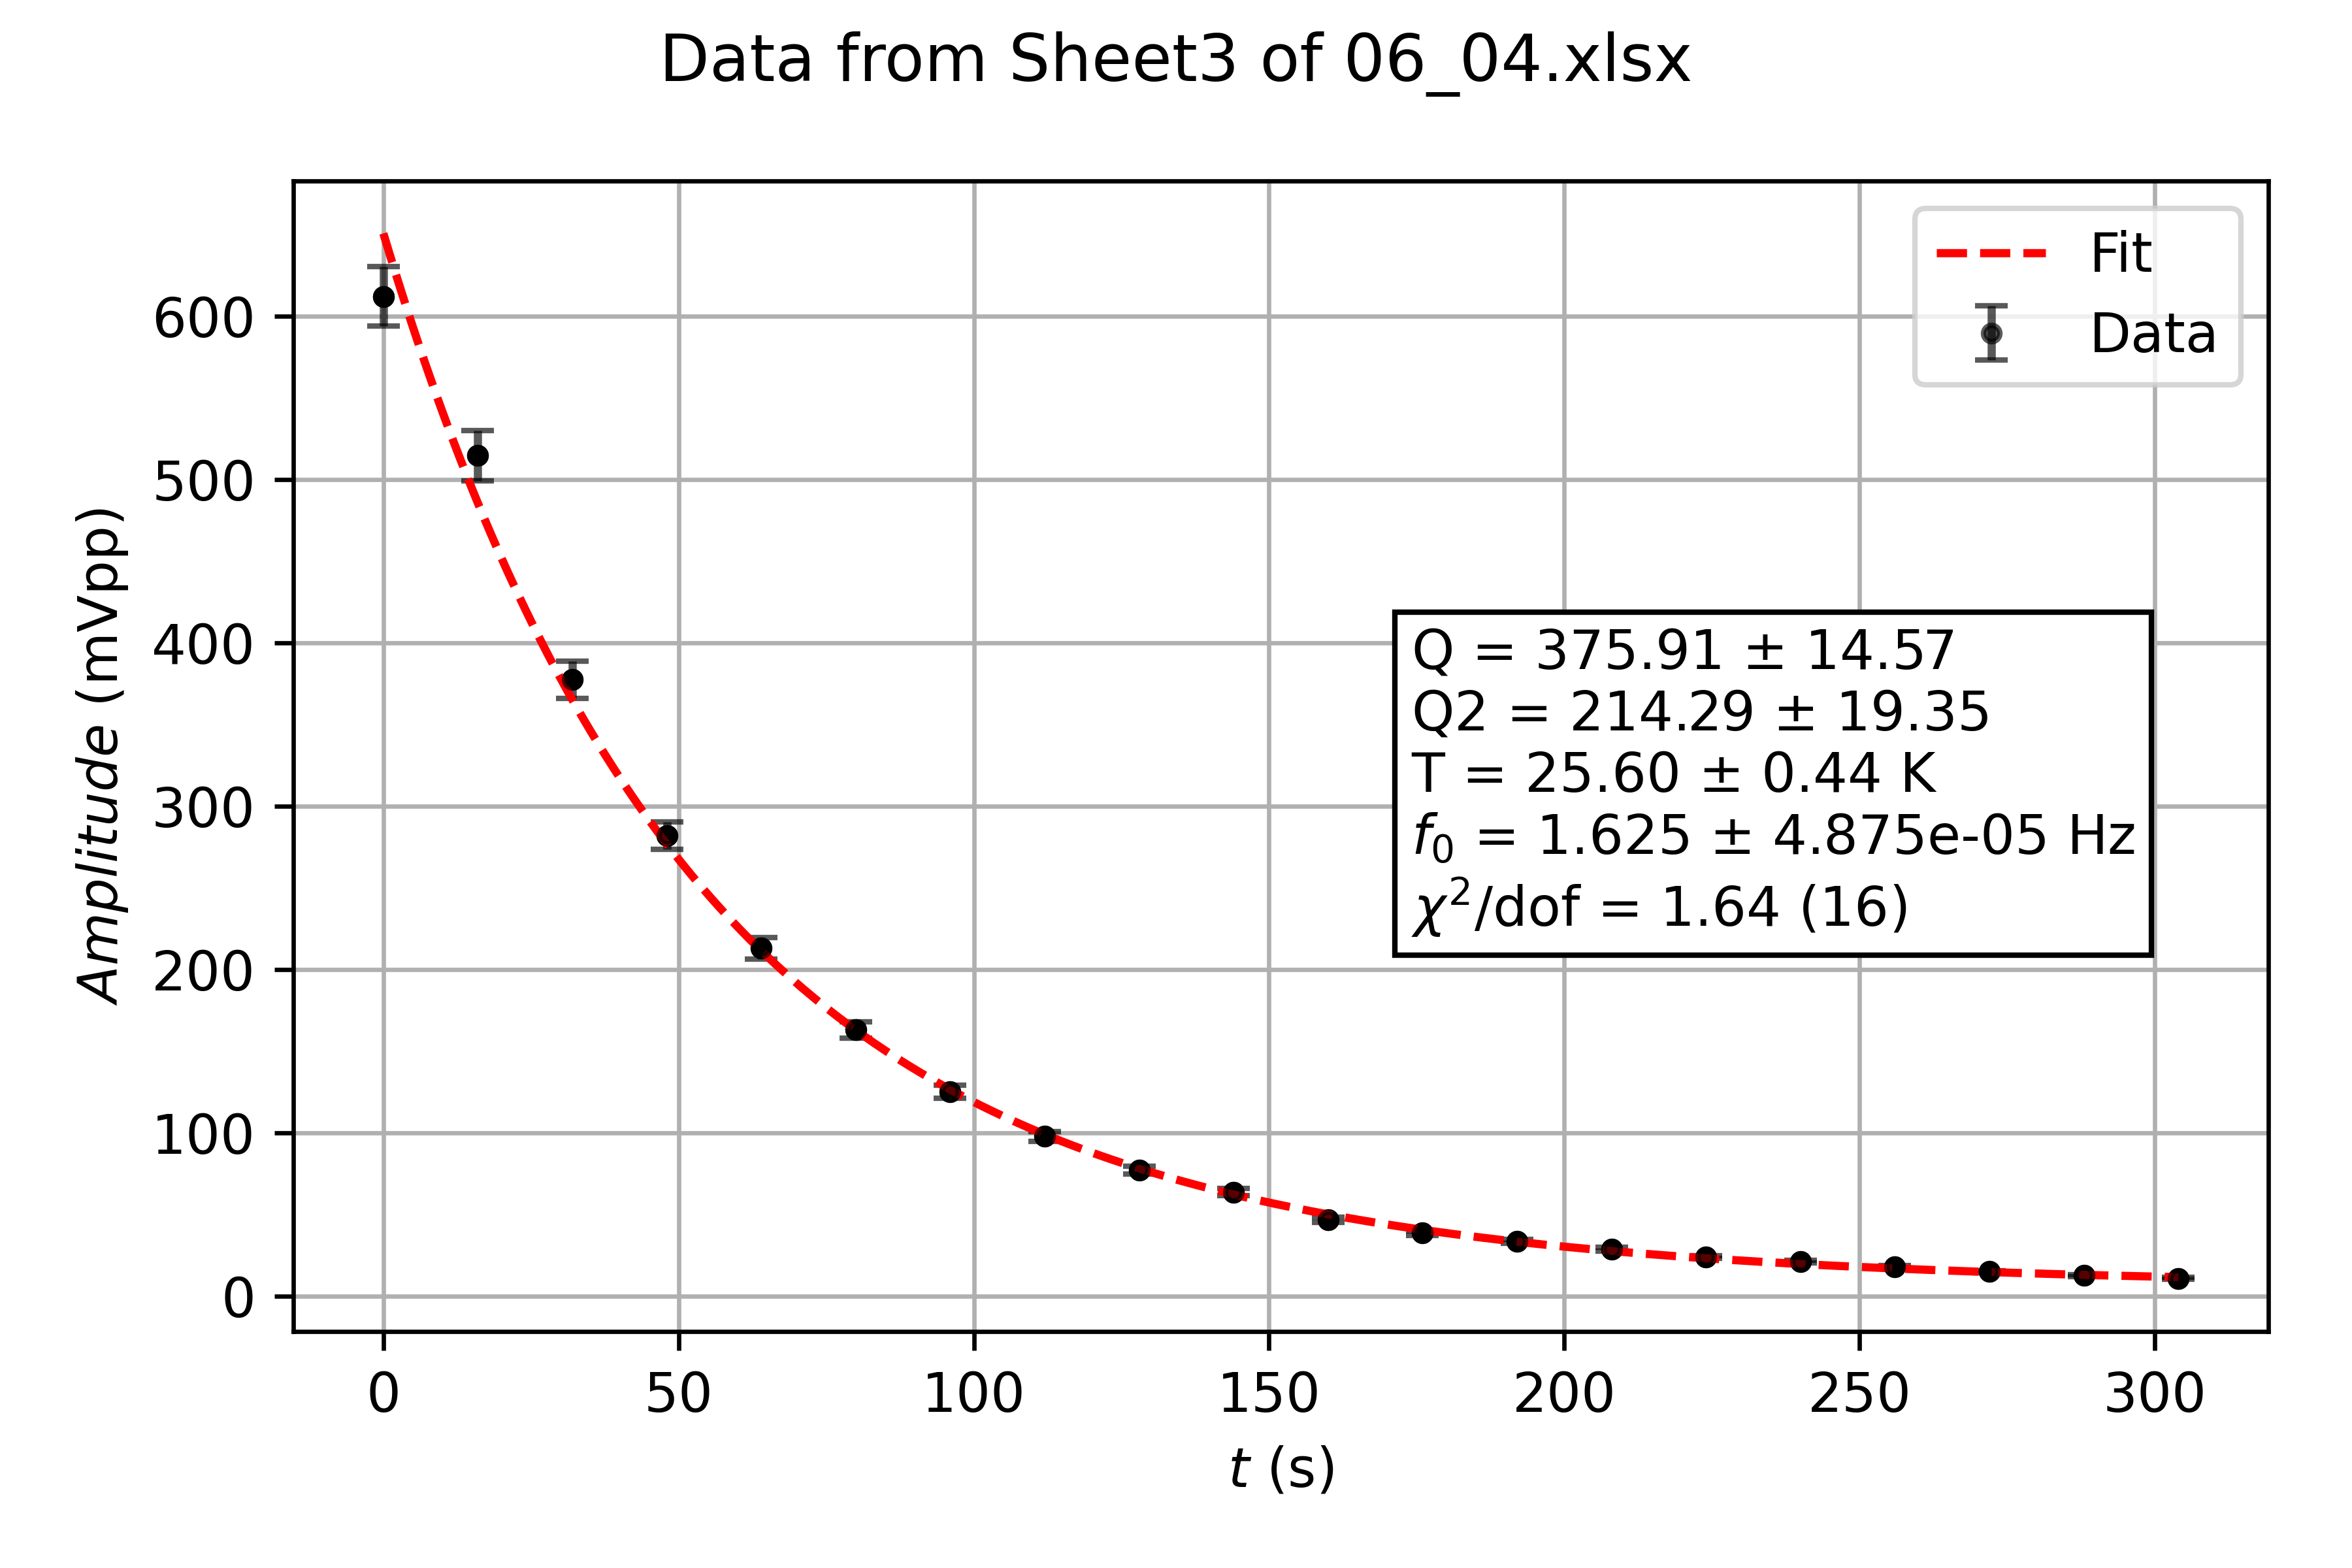 Data from Sheet3 of 06_04.xlsx
Amplitude (mVpp)
600
500
400
300
200
100
0
Fit
Data
Q = 375.91 ± 14.57
Q2 = 214.29 ± 19.35
T = 25.60 ± 0.44 K
f₀ = 1.625 ± 4.875e-05 Hz
χ²/dof = 1.64 (16)
0 50 100 150 200 250 300
t (s)